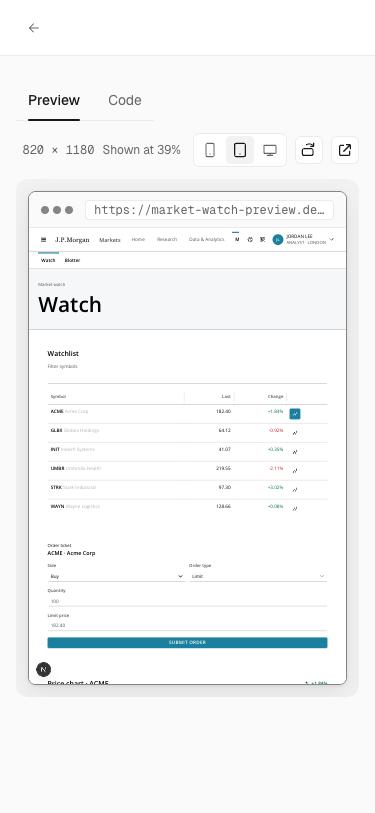 Preview Code
820 × 1180 Shown at 39%
https://market-watch-preview.de…
J.P.Morgan Markets Home Research Data & Analytics M JL JORDAN LEE
ANALYST · LONDON
Watch Blotter
Market watch
Watch
Watchlist
Filter symbols
Symbol Last Change
ACME Acme Corp 182.40 +1.84%
GLBX Globex Holdings 64.12 -0.92%
INIT Initech Systems 41.07 +0.35%
UMBR Umbrella Health 219.55 -2.11%
STRK Stark Industrial 97.30 +3.02%
WAYN Wayne Logistics 128.66 +0.08%
Order ticket
ACME · Acme Corp
Side Order type
Buy Limit
Quantity
100
Limit price
182.40
SUBMIT ORDER
N
Price chart · ACME +1.84%